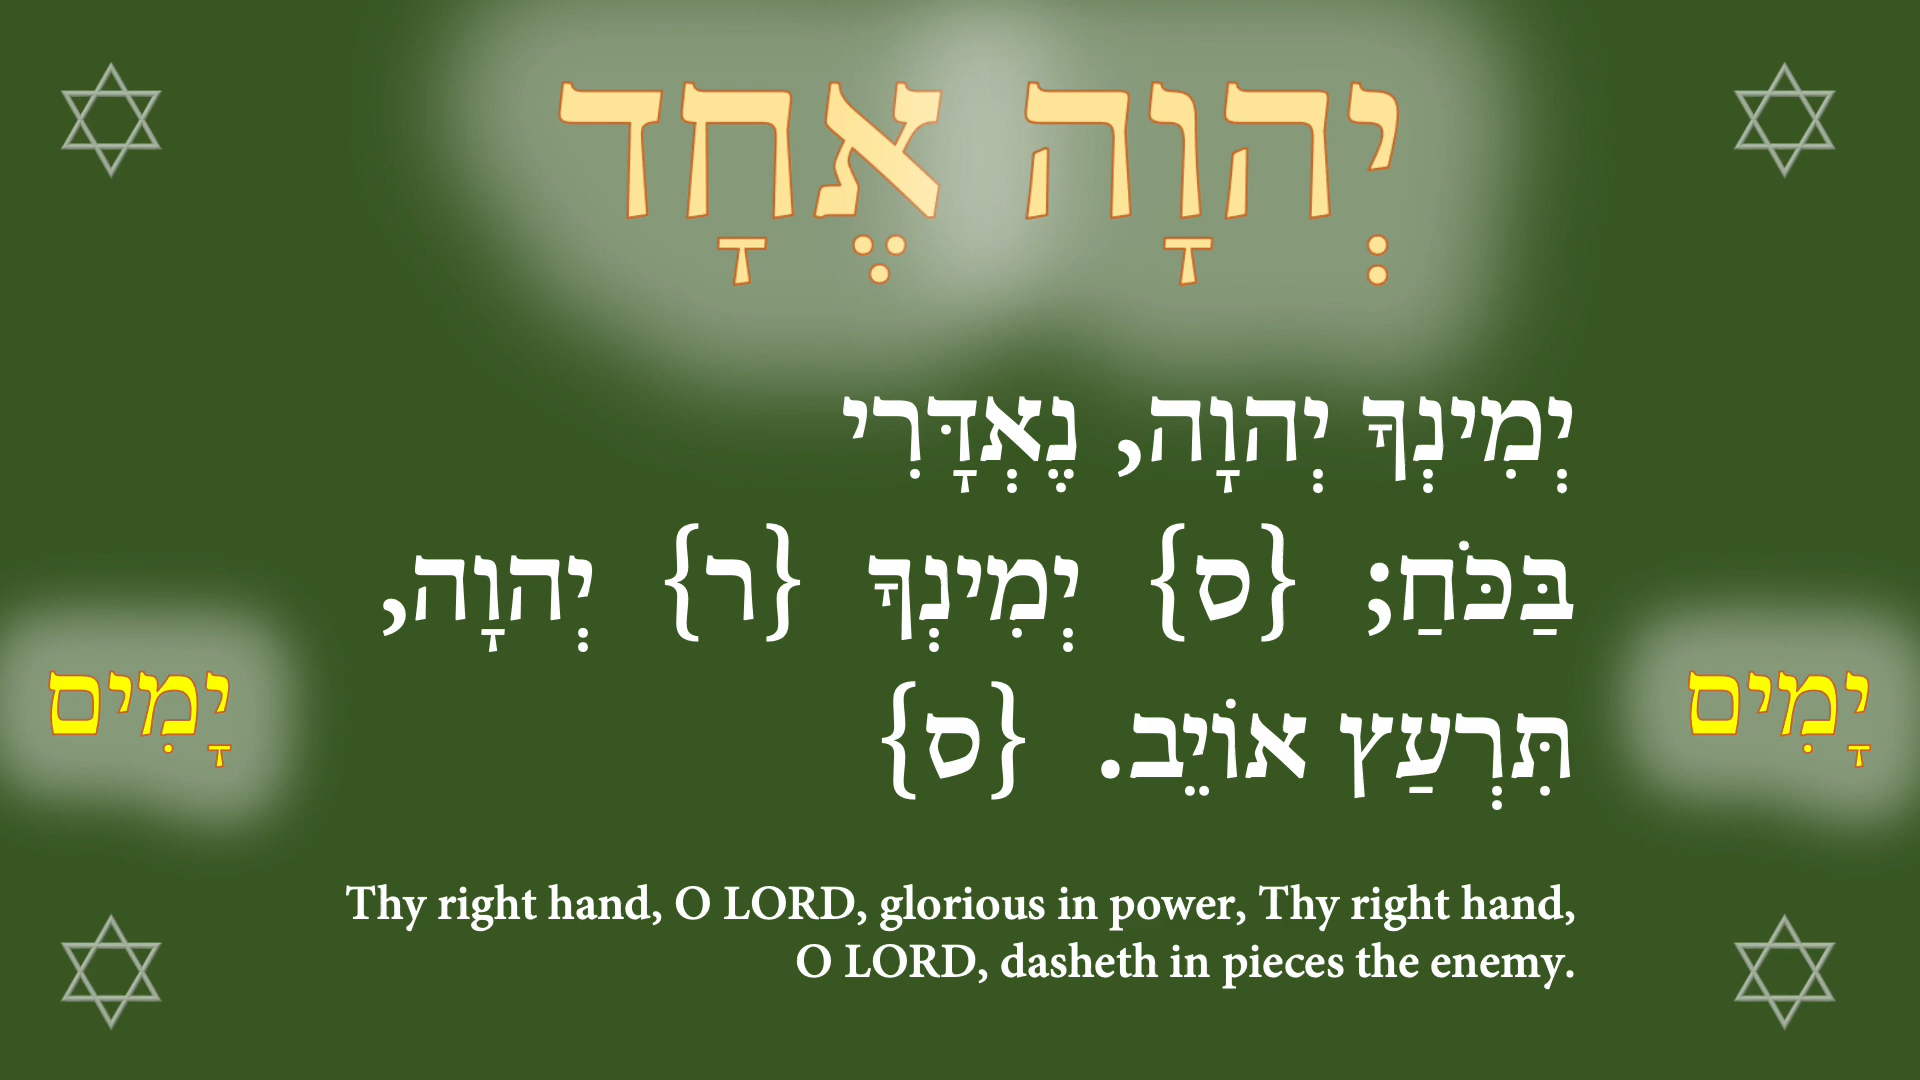 יְהוָה אֶחָד
יְמִינְךָ יְהוָה, נֶאְדָּרִי
בַּכֹּחַ; {ס} יְמִינְךָ {ר} יְהוָה,
יָמִים
יָמִים
תִּרְעַץ אוֹיֵב. {ס}
Thy right hand, O LORD, glorious in power, Thy right hand,
O LORD, dasheth in pieces the enemy.